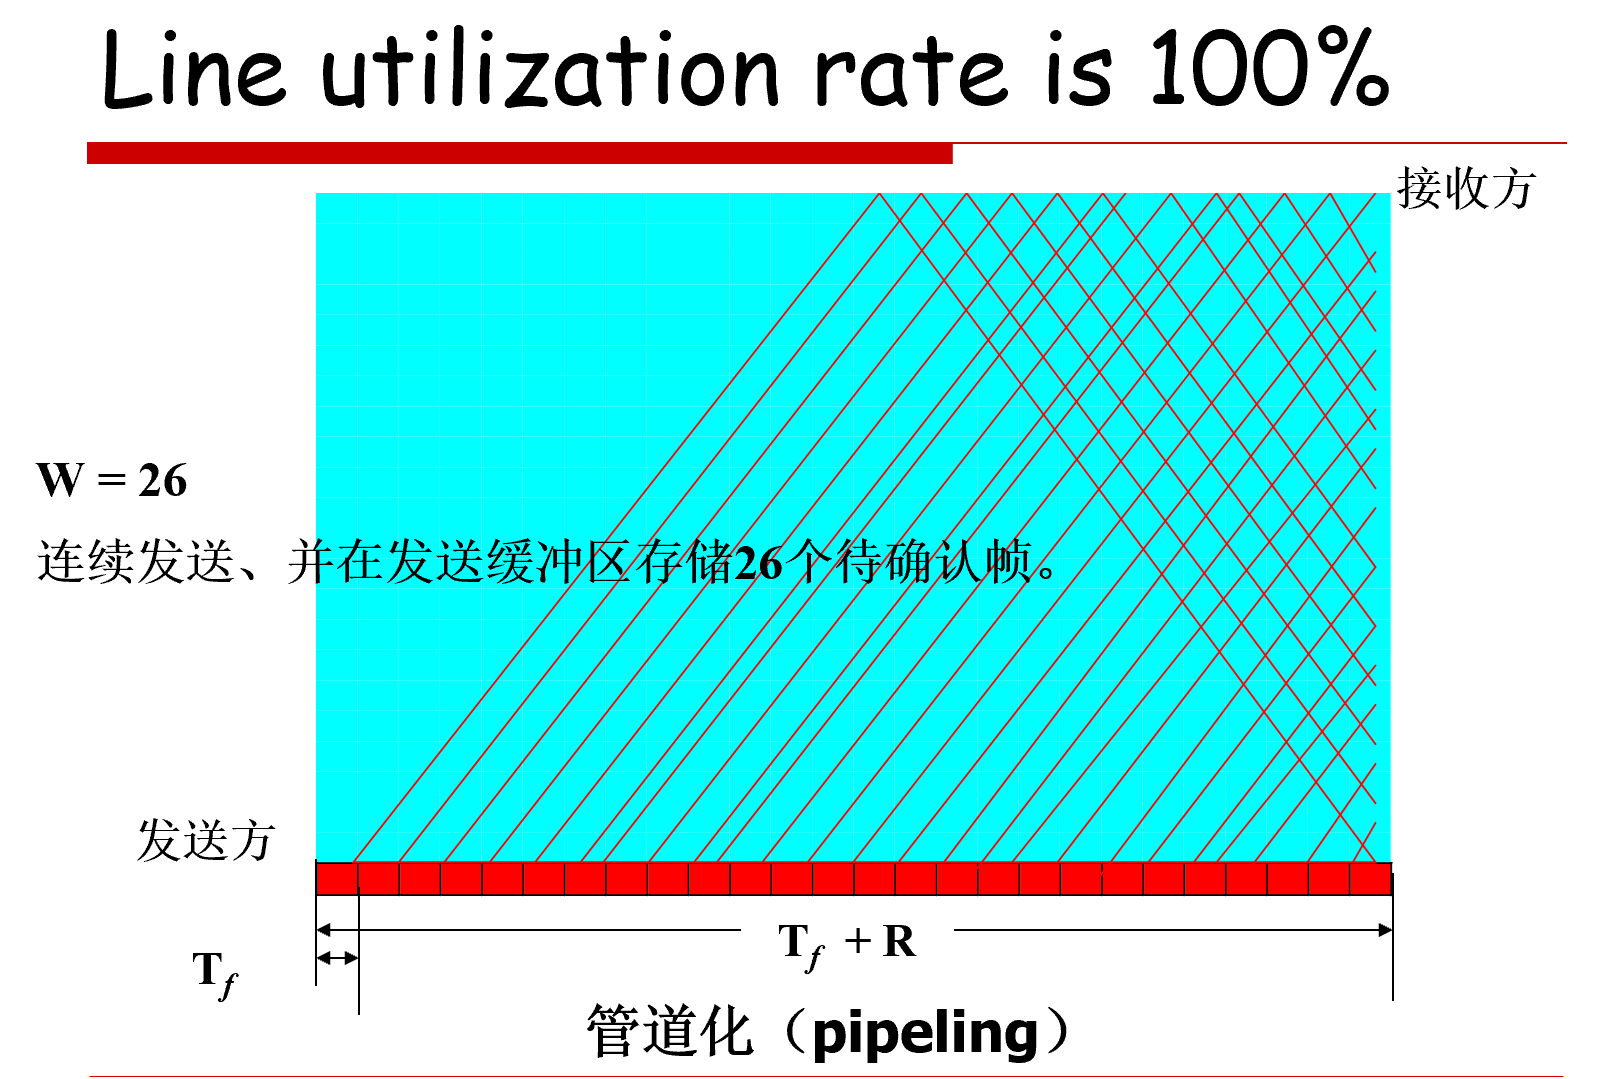 Line utilization rate is 100%
接收方
W = 26
连续发送、并在发送缓冲区存储26个待确认帧。
发送方
Tf + R
Tf
管道化（pipeling）